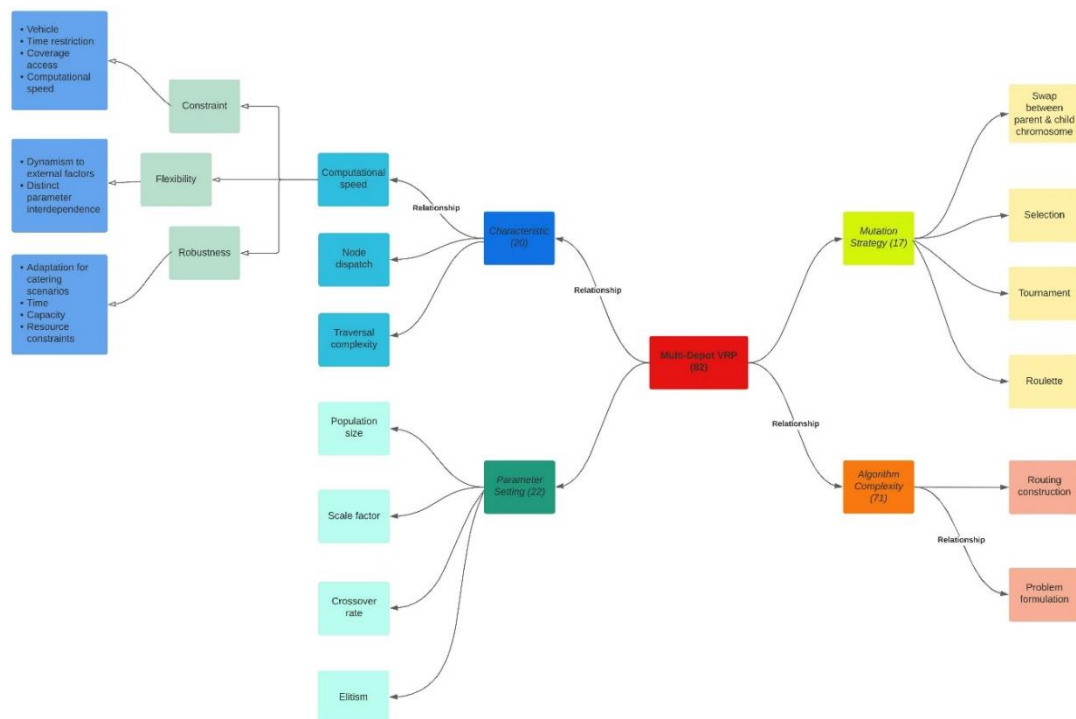 • Vehicle
• Time restriction
• Coverage
access
• Computational
speed
Constraint
• Dynamism to
external factors
• Distinct
parameter
interdependence
Flexibility
Robustness
• Adaptation for
catering
scenarios
• Time
• Capacity
• Resource
constraints
Computational
speed
Relationship
Node
dispatch
Traversal
complexity
Characteristic
(20)
Relationship
Population
size
Scale factor
Crossover
rate
Elitism
Parameter
Setting (22)
Multi-Depot VRP
(82)
Relationship
Mutation
Strategy (17)
Swap
between
parent & child
chromosome
Selection
Tournament
Roulette
Algorithm
Complexity
(71)
Relationship
Routing
construction
Problem
formulation